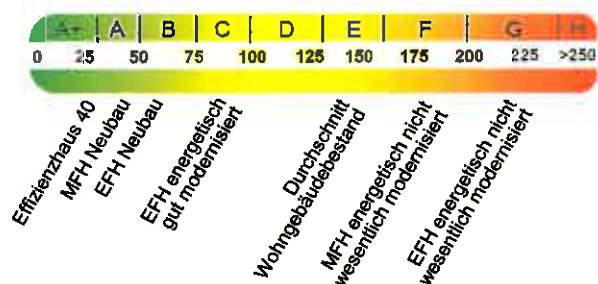 A+ A B C D E F G H
0 25 50 75 100 125 150 175 200 225 >250
Effizienzhaus 40
MFH Neubau
EFH Neubau
EFH energetisch
gut modernisiert
Durchschnitt
Wohngebäudebestand
MFH energetisch nicht
wesentlich modernisiert
EFH energetisch nicht
wesentlich modernisiert